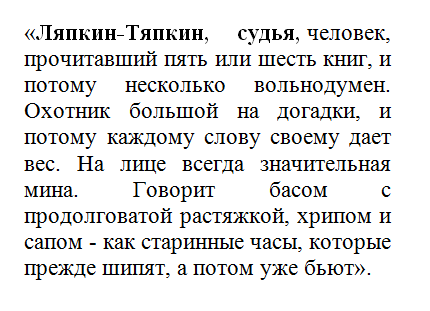 «Ляпкин-Тяпкин, судья, человек,
прочитавший пять или шесть книг, и
потому несколько вольнодумен.
Охотник большой на догадки, и
потому каждому слову своему дает
вес. На лице всегда значительная
мина. Говорит басом с
продолговатой растяжкой, хрипом и
сапом - как старинные часы, которые
прежде шипят, а потом уже бьют».